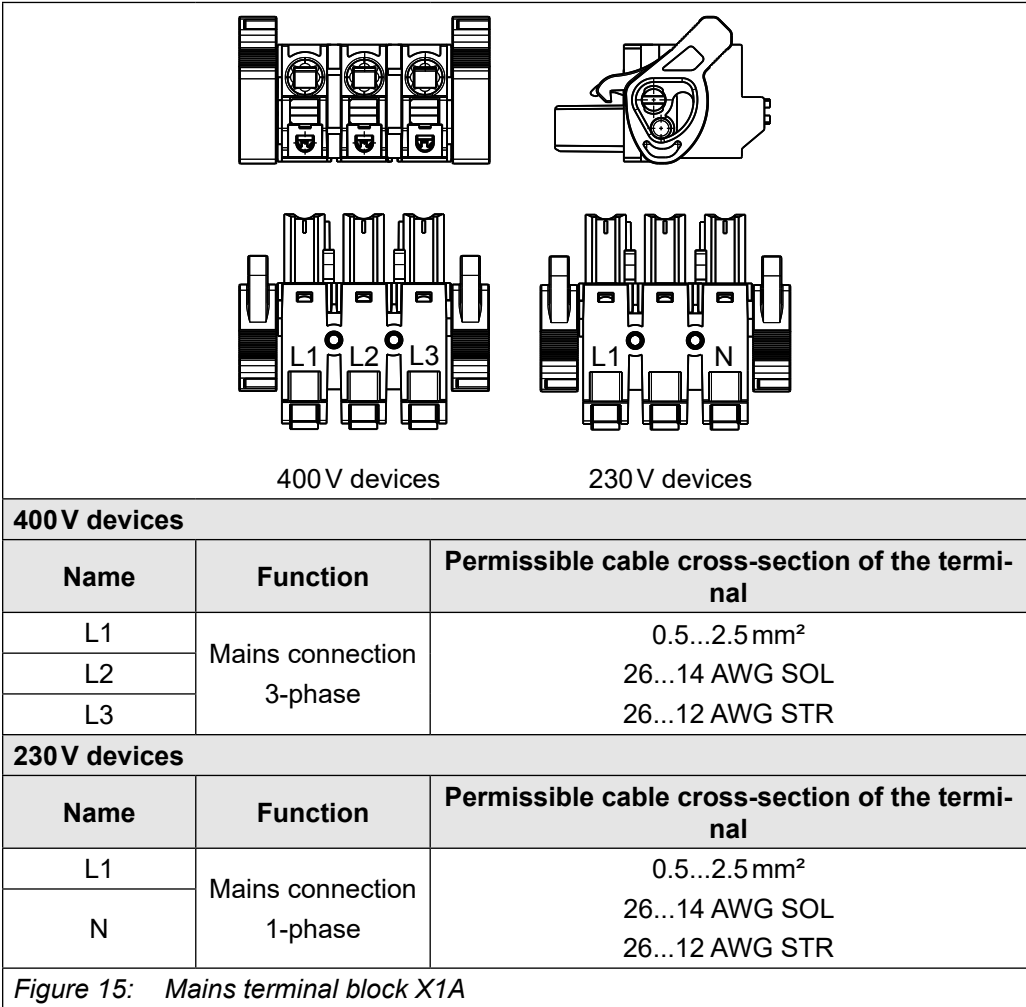 L1 L2 L3
L1 N
400 V devices 230 V devices
400 V devices
Name Function Permissible cable cross-section of the termi-
nal
L1
L2
L3
Mains connection
3-phase
0.5...2.5 mm²
26...14 AWG SOL
26...12 AWG STR
230 V devices
Name Function Permissible cable cross-section of the termi-
nal
L1
N
Mains connection
1-phase
0.5...2.5 mm²
26...14 AWG SOL
26...12 AWG STR
Figure 15: Mains terminal block X1A